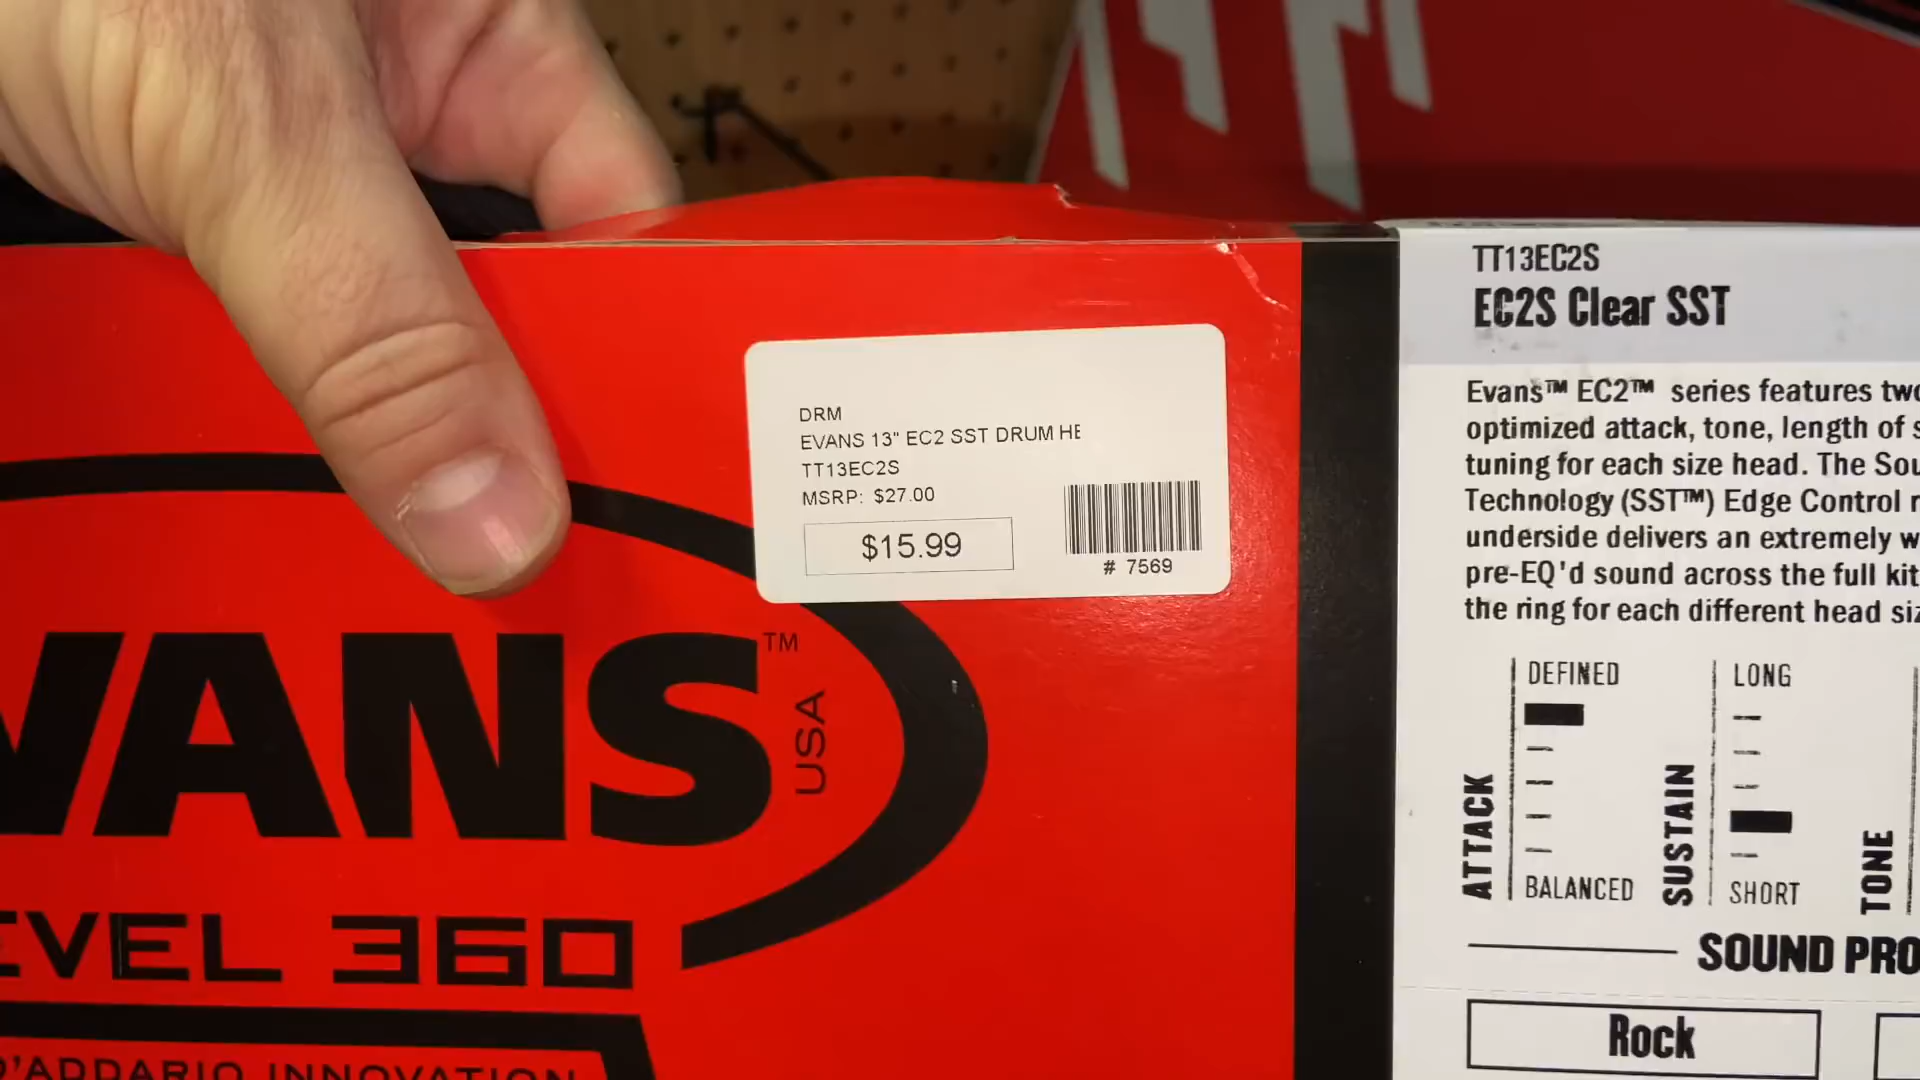 DRM
EVANS 13" EC2 SST DRUM HE
TT13EC2S
MSRP: $27.00
$15.99
# 7569
VANS™
USA
EVEL 360
D'ADDARIO INNOVATION
TT13EC2S
EC2S Clear SST
Evans™ EC2™ series features two
optimized attack, tone, length of s
tuning for each size head. The Sou
Technology (SST™) Edge Control r
underside delivers an extremely w
pre-EQ'd sound across the full kit
the ring for each different head siz
ATTACK
DEFINED
BALANCED
SUSTAIN
LONG
SHORT
TONE
SOUND PRO
Rock